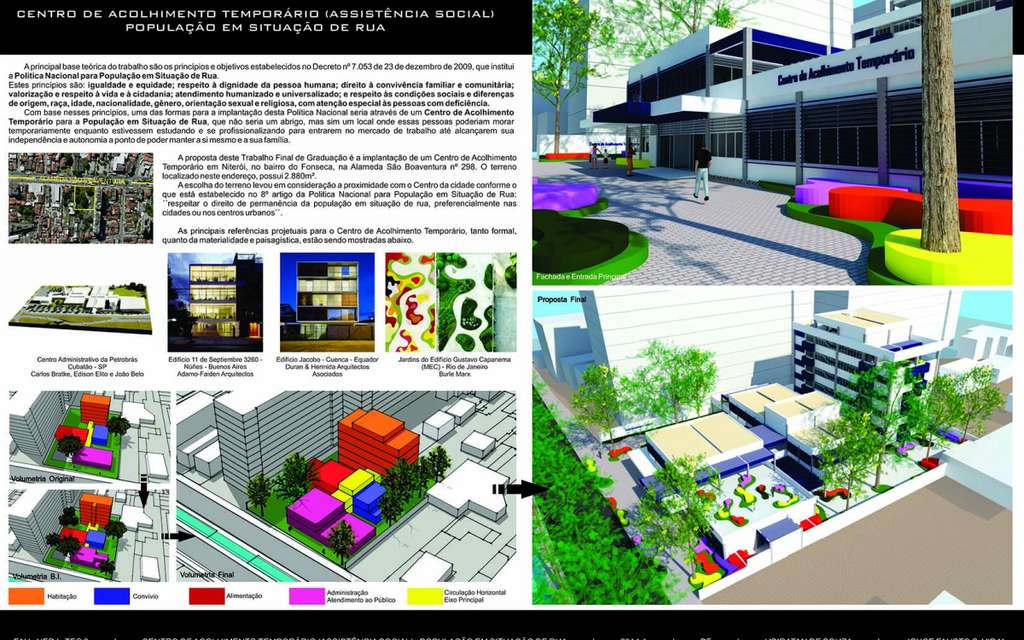 CENTRO DE ACOLHIMENTO TEMPORÁRIO (ASSISTÊNCIA SOCIAL)
POPULAÇÃO EM SITUAÇÃO DE RUA
A principal base teórica do trabalho são os princípios e objetivos estabelecidos no Decreto nº 7.053 de 23 de dezembro de 2009, que institui
a Política Nacional para População em Situação de Rua.
Estes princípios são: igualdade e equidade; respeito à dignidade da pessoa humana; direito à convivência familiar e comunitária;
valorização e respeito à vida e à cidadania; atendimento humanizado e universalizado; e respeito às condições sociais e diferenças
de origem, raça, idade, nacionalidade, gênero, orientação sexual e religiosa, com atenção especial às pessoas com deficiência.
Com base nesses princípios, uma das formas para a implantação desta Política Nacional seria através de um Centro de Acolhimento
Temporário para a População em Situação de Rua, que não seria um abrigo, mas sim um local onde essas pessoas poderiam morar
temporariamente enquanto estivessem estudando e se profissionalizando para entrarem no mercado de trabalho até alcançarem sua
independência e autonomia a ponto de poder manter a si mesmo e a sua família.
A proposta deste Trabalho Final de Graduação é a implantação de um Centro de Acolhimento
Temporário em Niterói, no bairro do Fonseca, na Alameda São Boaventura nº 298. O terreno
localizado neste endereço, possui 2.880m².
A escolha do terreno levou em consideração a proximidade com o Centro da cidade conforme o
que está estabelecido no 8º artigo da Política Nacional para População em Situação de Rua:
´´respeitar o direito de permanência da população em situação de rua, preferencialmente nas
cidades ou nos centros urbanos´´.
As principais referências projetuais para o Centro de Acolhimento Temporário, tanto formal,
quanto da materialidade e paisagística, estão sendo mostradas abaixo.
Centro Administrativo da Petrobrás
Cubatão - SP
Carlos Bratke, Edison Elito e João Belo
Edifício 11 de Septiembre 3260 -
Núñes - Buenos Aires
Adamo-Faiden Arquitectos
Edifício Jacobo - Cuenca - Equador
Duran & Hermida Arquitectos
Asociados
Jardins do Edifício Gustavo Capanema
(MEC) - Rio de Janeiro
Burle Marx
Volumetria Original
Volumetria B.I.
Volumetria Final
Habitação
Convívio
Alimentação
Administração
Atendimento ao Público
Circulação Horizontal
Eixo Principal
Centro de Acolhimento Temporário
Fachada e Entrada Principal
Proposta Final